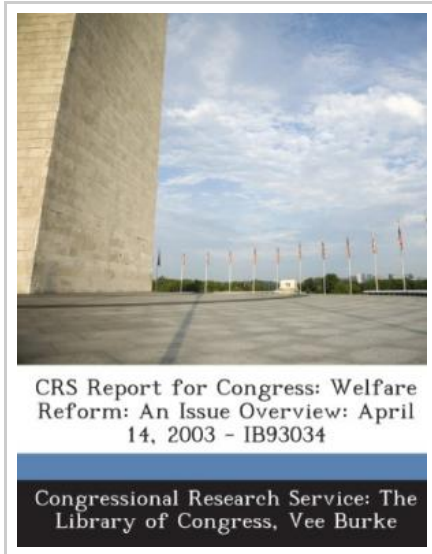 CRS Report for Congress: Welfare
Reform: An Issue Overview: April
14, 2003 - IB93034
Congressional Research Service: The
Library of Congress, Vee Burke